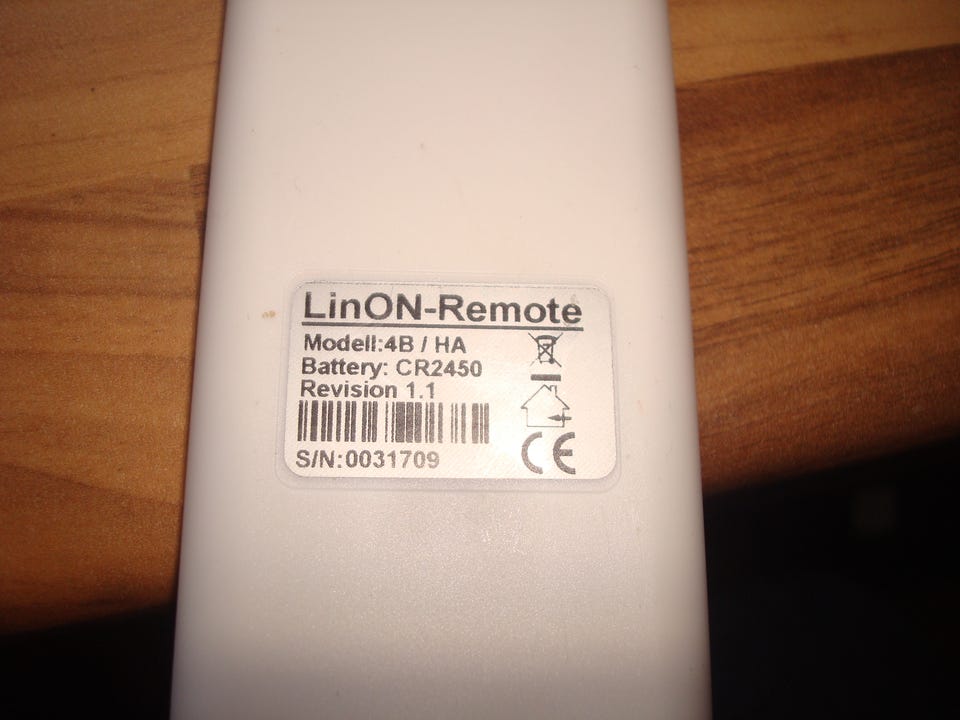 LinON-Remote
Modell:4B / HA
Battery: CR2450
Revision 1.1
S/N:0031709
CE